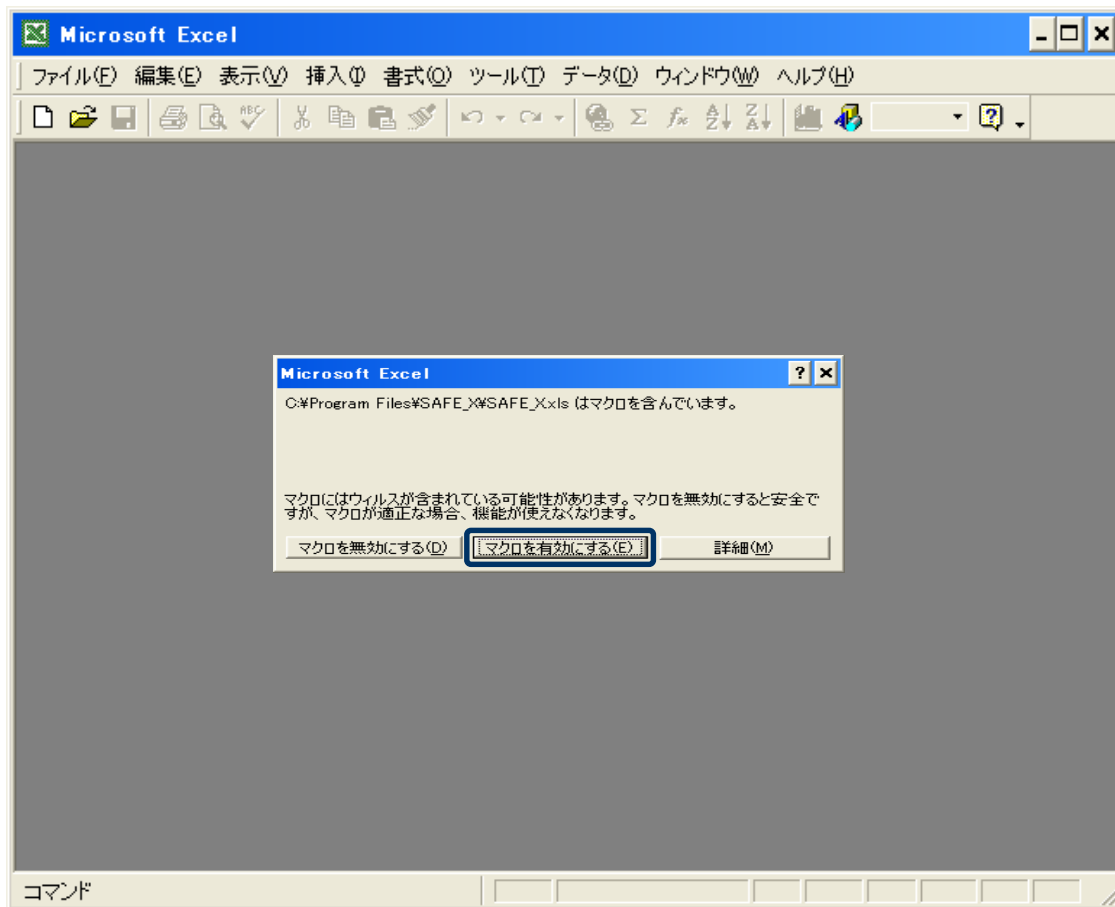 Microsoft Excel
ファイル(F) 編集(E) 表示(V) 挿入(I) 書式(O) ツール(T) データ(D) ウィンドウ(W) ヘルプ(H)
ABC Σ fx A Z Z A ?
Microsoft Excel
C:¥Program Files¥SAFE_X¥SAFE_X.xls はマクロを含んでいます。
マクロにはウィルスが含まれている可能性があります。マクロを無効にすると安全で
すが、マクロが適正な場合、機能が使えなくなります。
マクロを無効にする(D) マクロを有効にする(E) 詳細(M)
コマンド